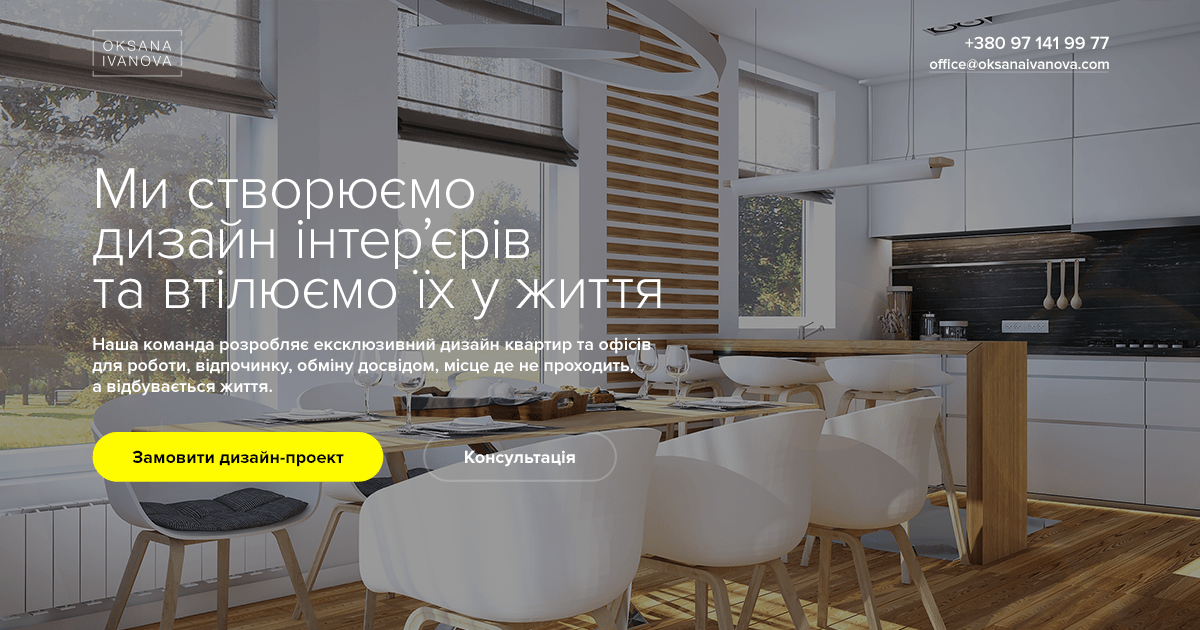 OKSANA
IVANOVA
+380 97 141 99 77
office@oksanaivanova.com
Ми створюємо
дизайн інтер’єрів
та втілюємо їх у життя
Наша команда розробляє ексклюзивний дизайн квартир та офісів
для роботи, відпочинку, обміну досвідом, місце де не проходить,
а відбувається життя.
Замовити дизайн-проект
Консультація